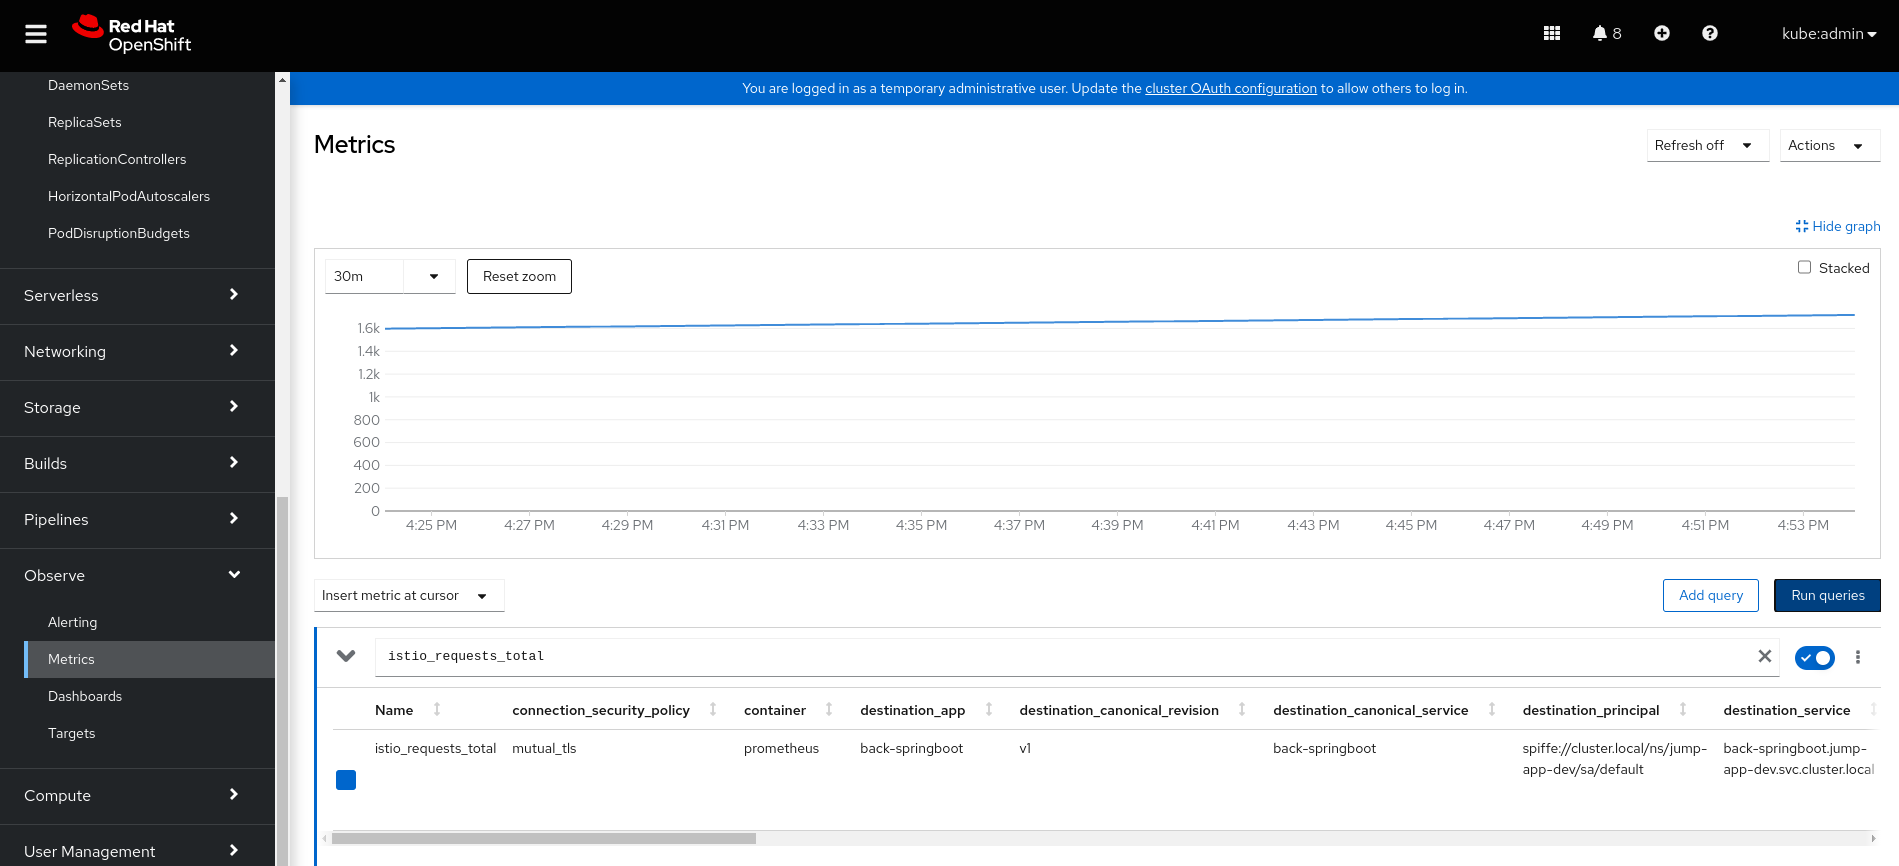 Red Hat
OpenShift
8
kube:admin
DaemonSets
ReplicaSets
ReplicationControllers
HorizontalPodAutoscalers
PodDisruptionBudgets
Serverless
Networking
Storage
Builds
Pipelines
Observe
Alerting
Metrics
Dashboards
Targets
Compute
User Management
You are logged in as a temporary administrative user. Update the cluster OAuth configuration to allow others to log in.
Metrics
Refresh off
Actions
Hide graph
30m
Reset zoom
Stacked
1.6k
1.4k
1.2k
1k
800
600
400
200
0
4:25 PM 4:27 PM 4:29 PM 4:31 PM 4:33 PM 4:35 PM 4:37 PM 4:39 PM 4:41 PM 4:43 PM 4:45 PM 4:47 PM 4:49 PM 4:51 PM 4:53 PM
Insert metric at cursor
Add query
Run queries
istio_requests_total
Name connection_security_policy container destination_app destination_canonical_revision destination_canonical_service destination_principal destination_service
istio_requests_total mutual_tls prometheus back-springboot v1 back-springboot spiffe://cluster.local/ns/jump- back-springboot.jump-
app-dev/sa/default app-dev.svc.cluster.local